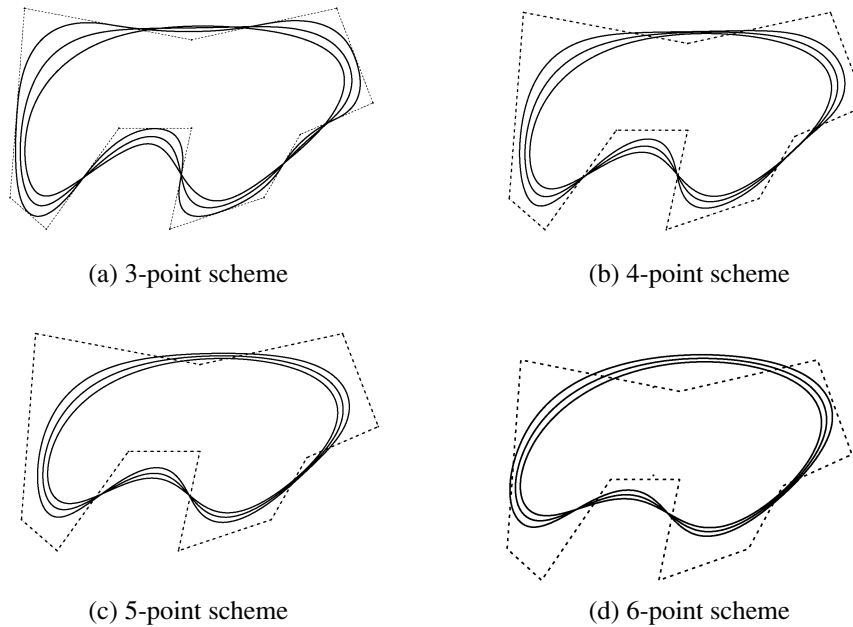 (a) 3-point scheme
(b) 4-point scheme
(c) 5-point scheme
(d) 6-point scheme